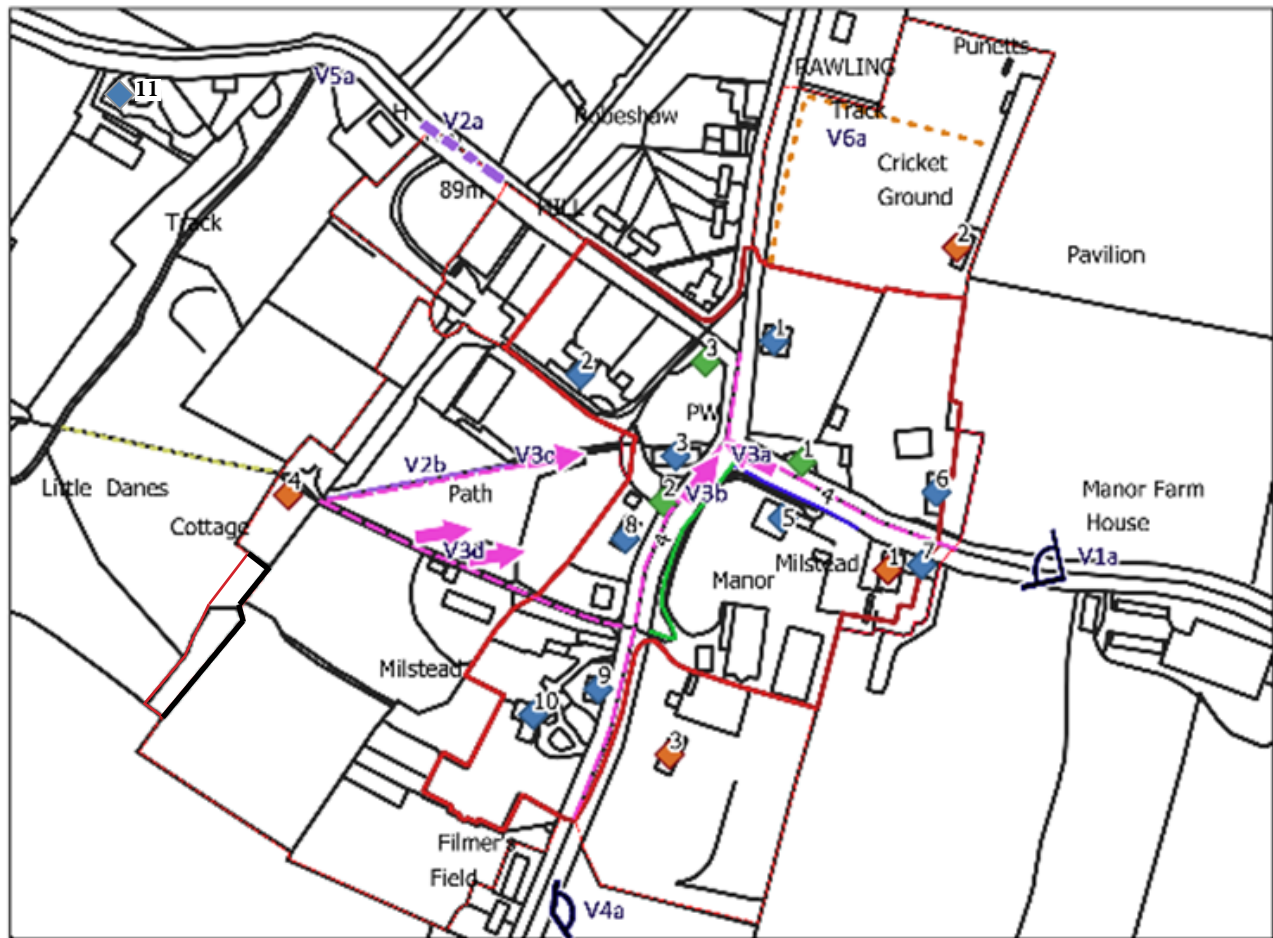 Punetts
RAWLING
V5a
11
H
V2a
Robeshaw
Track
V6a
Cricket
Ground
89m
HILL
Track
2
Pavilion
1
3
2
PW
V3c
3
V3a
1
V2b
4
Path
2
V3b
4
6
Little Danes
Manor Farm
House
Cottage
8
4
5
V3d
Milstead
1
7
V1a
Manor
Milstead
9
10
3
Filmer's
Field
V4a